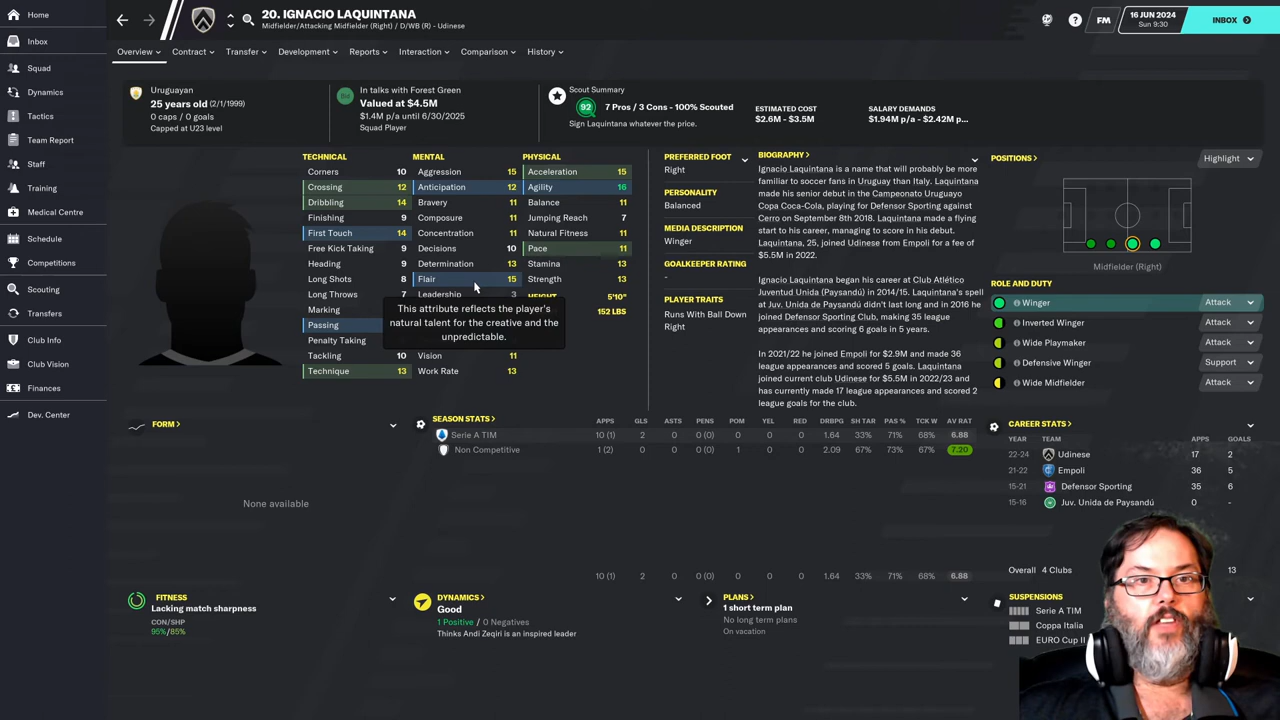 20. IGNACIO LAQUINTANA
Midfielder/Attacking Midfielder (Right) / D/WB (R) - Udinese
FM
16 JUN 2024
Sun 9:30
INBOX
Home
Inbox
Squad
Dynamics
Tactics
Team Report
Staff
Training
Medical Centre
Schedule
Competitions
Scouting
Transfers
Club Info
Club Vision
Finances
Dev. Center
Overview
Contract
Transfer
Development
Reports
Interaction
Comparison
History
Uruguayan
25 years old (2/1/1999)
0 caps / 0 goals
Capped at U23 level
In talks with Forest Green
Valued at $4.5M
$1.4M p/a until 6/30/2025
Squad Player
Scout Summary
92
7 Pros / 3 Cons - 100% Scouted
Sign Laquintana whatever the price.
ESTIMATED COST
$2.6M - $3.5M
SALARY DEMANDS
$1.94M p/a - $2.42M p...
TECHNICAL
Corners 10
Crossing 12
Dribbling 14
Finishing 9
First Touch 14
Free Kick Taking 9
Heading 9
Long Shots 8
Long Throws 7
Marking
Passing
Penalty Taking
Tackling 10
Technique 13
MENTAL
Aggression 15
Anticipation 12
Bravery 11
Composure 11
Concentration 11
Decisions 10
Determination 13
Flair 15
Leadership 3
This attribute reflects the player's
natural talent for the creative and the
unpredictable.
Vision 11
Work Rate 13
PHYSICAL
Acceleration 15
Agility 16
Balance 11
Jumping Reach 7
Natural Fitness 11
Pace 11
Stamina 13
Strength 13
HEIGHT 5'10"
152 LBS
PREFERRED FOOT
Right
PERSONALITY
Balanced
MEDIA DESCRIPTION
Winger
GOALKEEPER RATING
-
PLAYER TRAITS
Runs With Ball Down
Right
BIOGRAPHY
Ignacio Laquintana is a name that will probably be more
familiar to soccer fans in Uruguay than Italy. Laquintana
made his senior debut in the Campeonato Uruguayo
Copa Coca-Cola, playing for Defensor Sporting against
Cerro on September 8th 2018. Laquintana made a flying
start to his career, managing to score in his debut.
Laquintana, 25, joined Udinese from Empoli for a fee of
$5.5M in 2022.
Ignacio Laquintana began his career at Club Atlético
Juventud Unida (Paysandú) in 2014/15. Laquintana's spell
at Juv. Unida de Paysandú didn't last long and in 2016 he
joined Defensor Sporting Club, making 35 league
appearances and scoring 6 goals in 5 years.
In 2021/22 he joined Empoli for $2.9M and made 36
league appearances and scored 5 goals. Laquintana
joined current club Udinese for $5.5M in 2022/23 and
has currently made 17 league appearances and scored 2
league goals for the club.
POSITIONS
Highlight
Midfielder (Right)
ROLE AND DUTY
Winger Attack
Inverted Winger Attack
Wide Playmaker Attack
Defensive Winger Support
Wide Midfielder Attack
FORM
None available
SEASON STATS
APPS GLS ASTS PENS POM YEL RED DRBPG SH TAR PAS % TCK W AV RAT
Serie A TIM 10 (1) 2 0 0 (0) 0 0 0 1.64 33% 71% 68% 6.88
Non Competitive 1 (2) 0 0 0 (0) 1 0 0 2.09 67% 73% 67% 7.20
10 (1) 2 0 0 (0) 0 0 0 1.64 33% 71% 68% 6.88
CAREER STATS
YEAR TEAM APPS GOALS
22-24 Udinese 17 2
21-22 Empoli 36 5
15-21 Defensor Sporting 35 6
15-16 Juv. Unida de Paysandú 0 -
Overall 4 Clubs 13
FITNESS
Lacking match sharpness
CON/SHP
95%/85%
DYNAMICS
Good
1 Positive / 0 Negatives
Thinks Andi Zeqiri is an inspired leader
PLANS
1 short term plan
No long term plans
On vacation
SUSPENSIONS
Serie A TIM
Coppa Italia
EURO Cup II